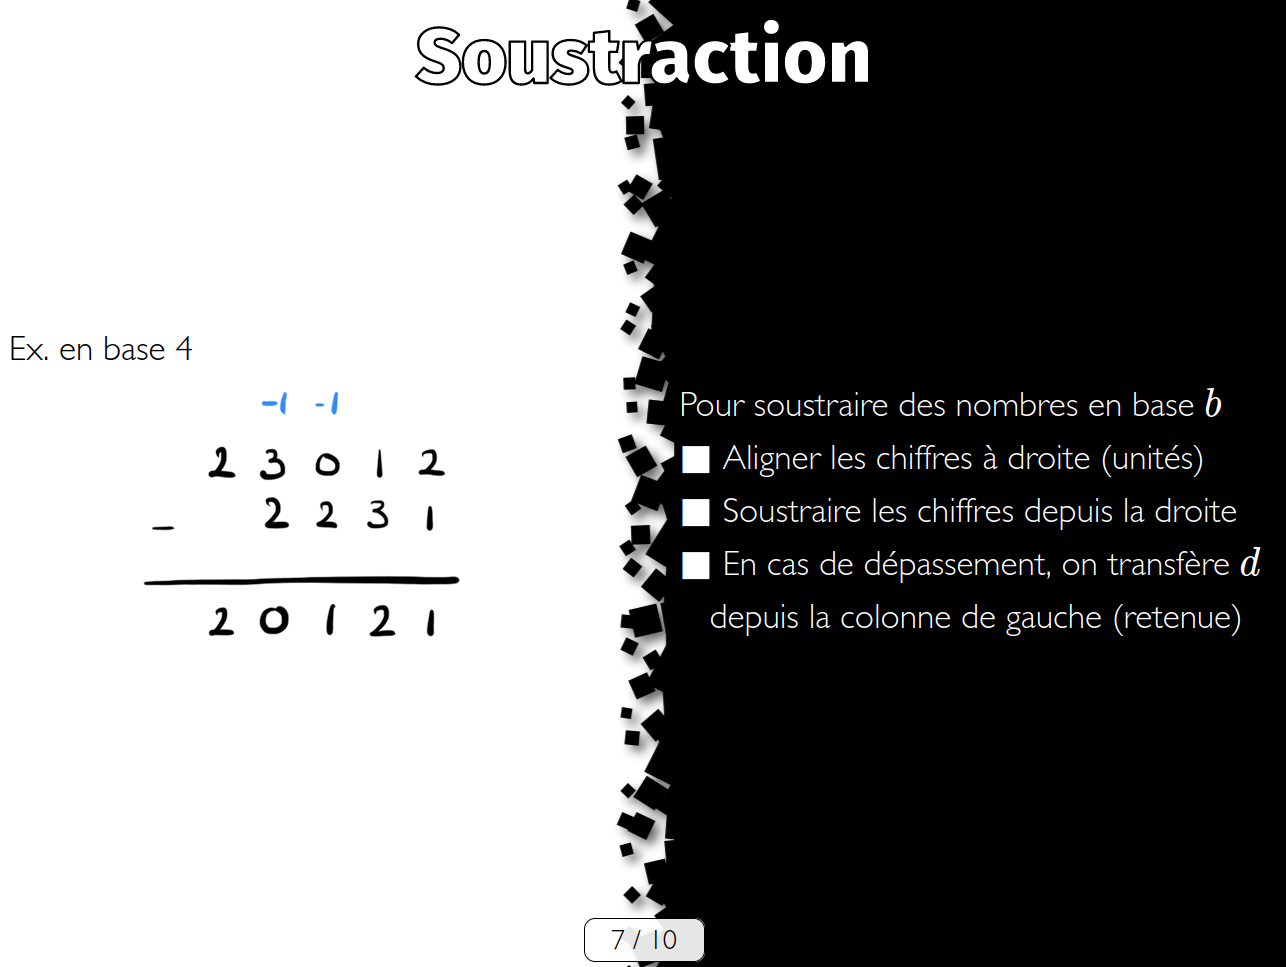 Soustraction
Ex. en base 4
-1 -1
2 3 0 1 2
- 2 2 3 1
2 0 1 2 1
Pour soustraire des nombres en base b
Aligner les chiffres à droite (unités)
Soustraire les chiffres depuis la droite
En cas de dépassement, on transfère d
depuis la colonne de gauche (retenue)
7 / 10